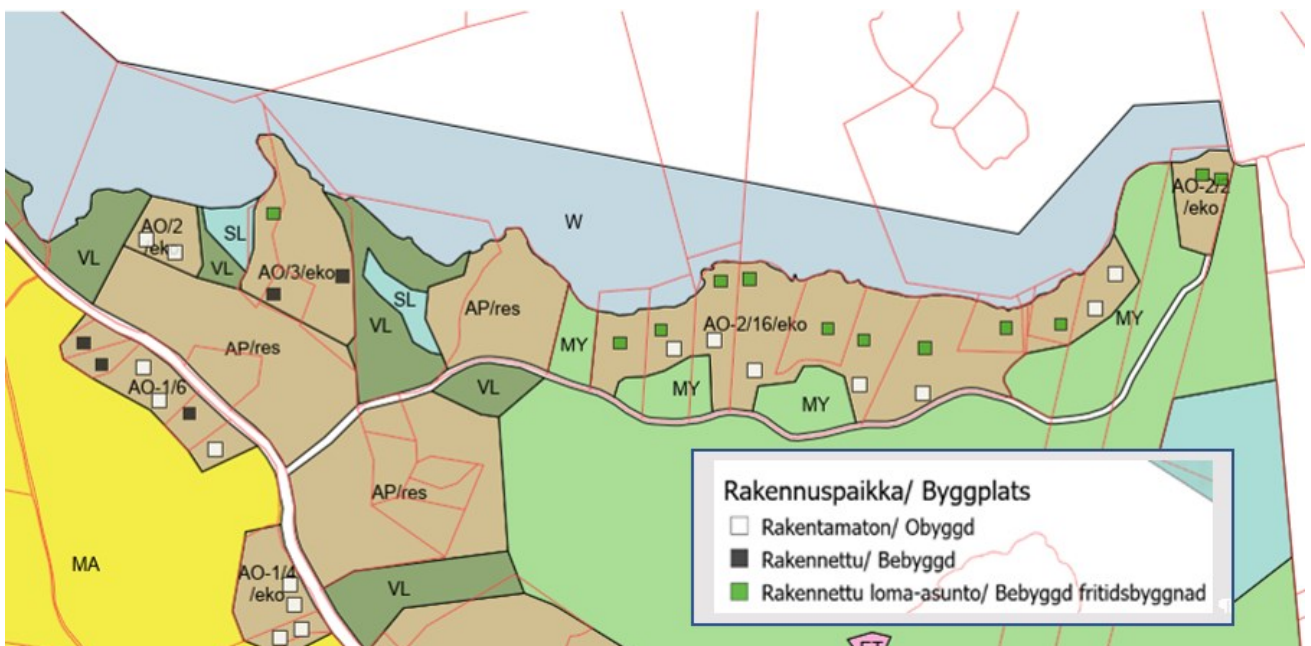 AO-2/2
/eko
AO/2
/eko
SL
W
VL
VL
AO/3/eko
SL
AP/res
VL
AO-2/16/eko
MY
MY
AP/res
MY
VL
MY
AO-1/6
AP/res
MA
AO-1/4
/eko
VL
Rakennuspaikka/ Byggplats
Rakentamaton/ Obyggd
Rakennettu/ Bebyggd
Rakennettu loma-asunto/ Bebyggd fritidsbyggnad